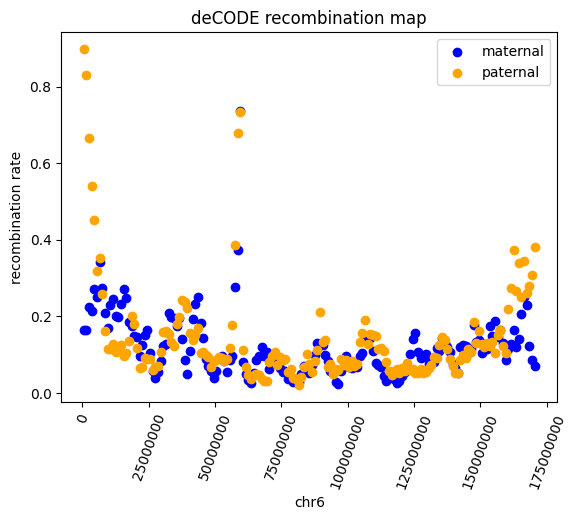 deCODE recombination map
maternal
paternal
recombination rate
0.8
0.6
0.4
0.2
0.0
0
25000000
50000000
75000000
100000000
125000000
150000000
175000000
chr6